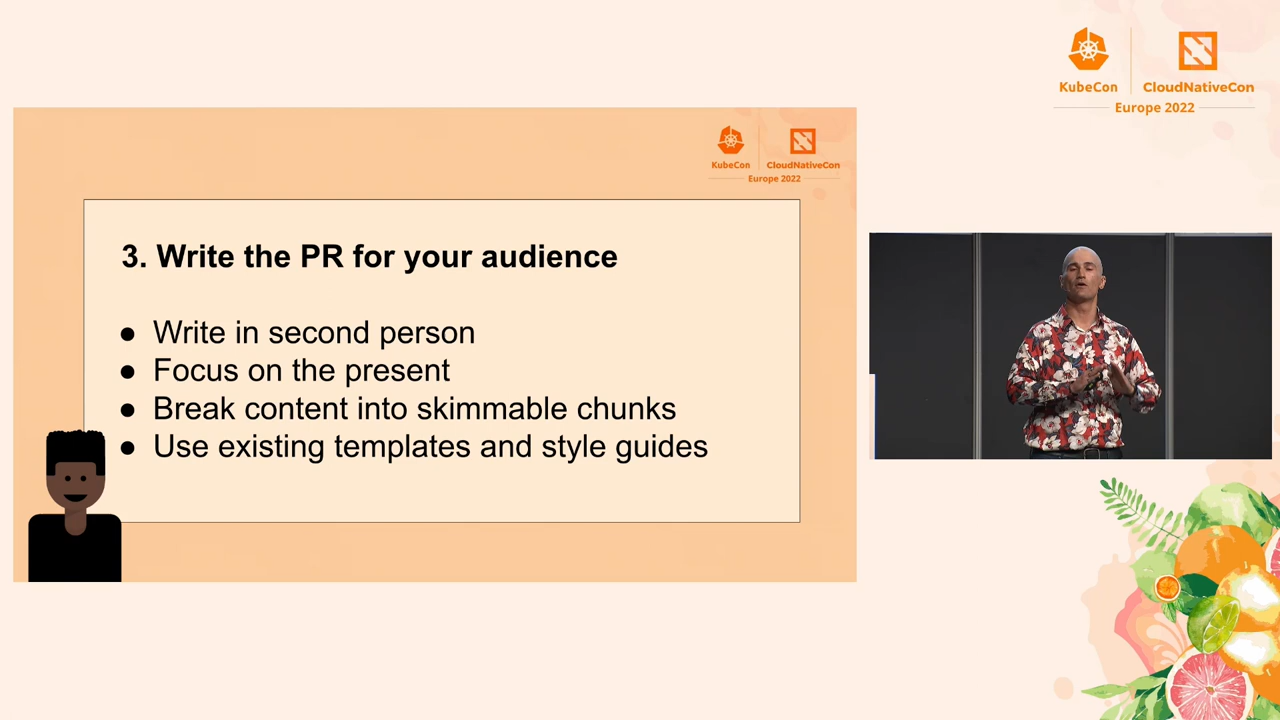 KubeCon
CloudNativeCon
Europe 2022
KubeCon
CloudNativeCon
Europe 2022
3. Write the PR for your audience
● Write in second person
● Focus on the present
● Break content into skimmable chunks
● Use existing templates and style guides